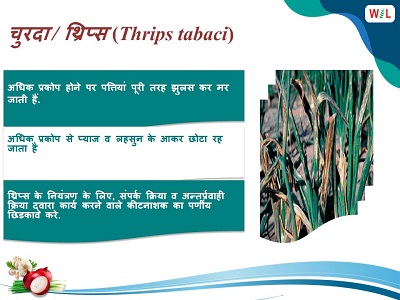 WIL
चुरदा/ थ्रिप्स (Thrips tabaci)
अधिक प्रकोप होने पर पत्तियां पूरी तरह झुलस कर मर
जाती हैं.
अधिक प्रकोप से प्याज व लहसुन के आकर छोटा रह
जाता है
थ्रिप्स के नियंत्रण के लिए, संपर्क क्रिया व अन्तर्प्रवाही
क्रिया द्वारा कार्य करने वाले कीटनाशक का पर्णीय
छिडकाव करे.